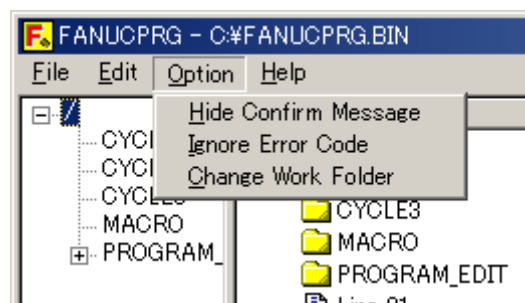 FANUCPRG - C:¥FANUCPRG.BIN
File Edit Option Help
Hide Confirm Message
Ignore Error Code
Change Work Folder
/
MACRO
PROGRAM_
CYCLE3
MACRO
PROGRAM_EDIT